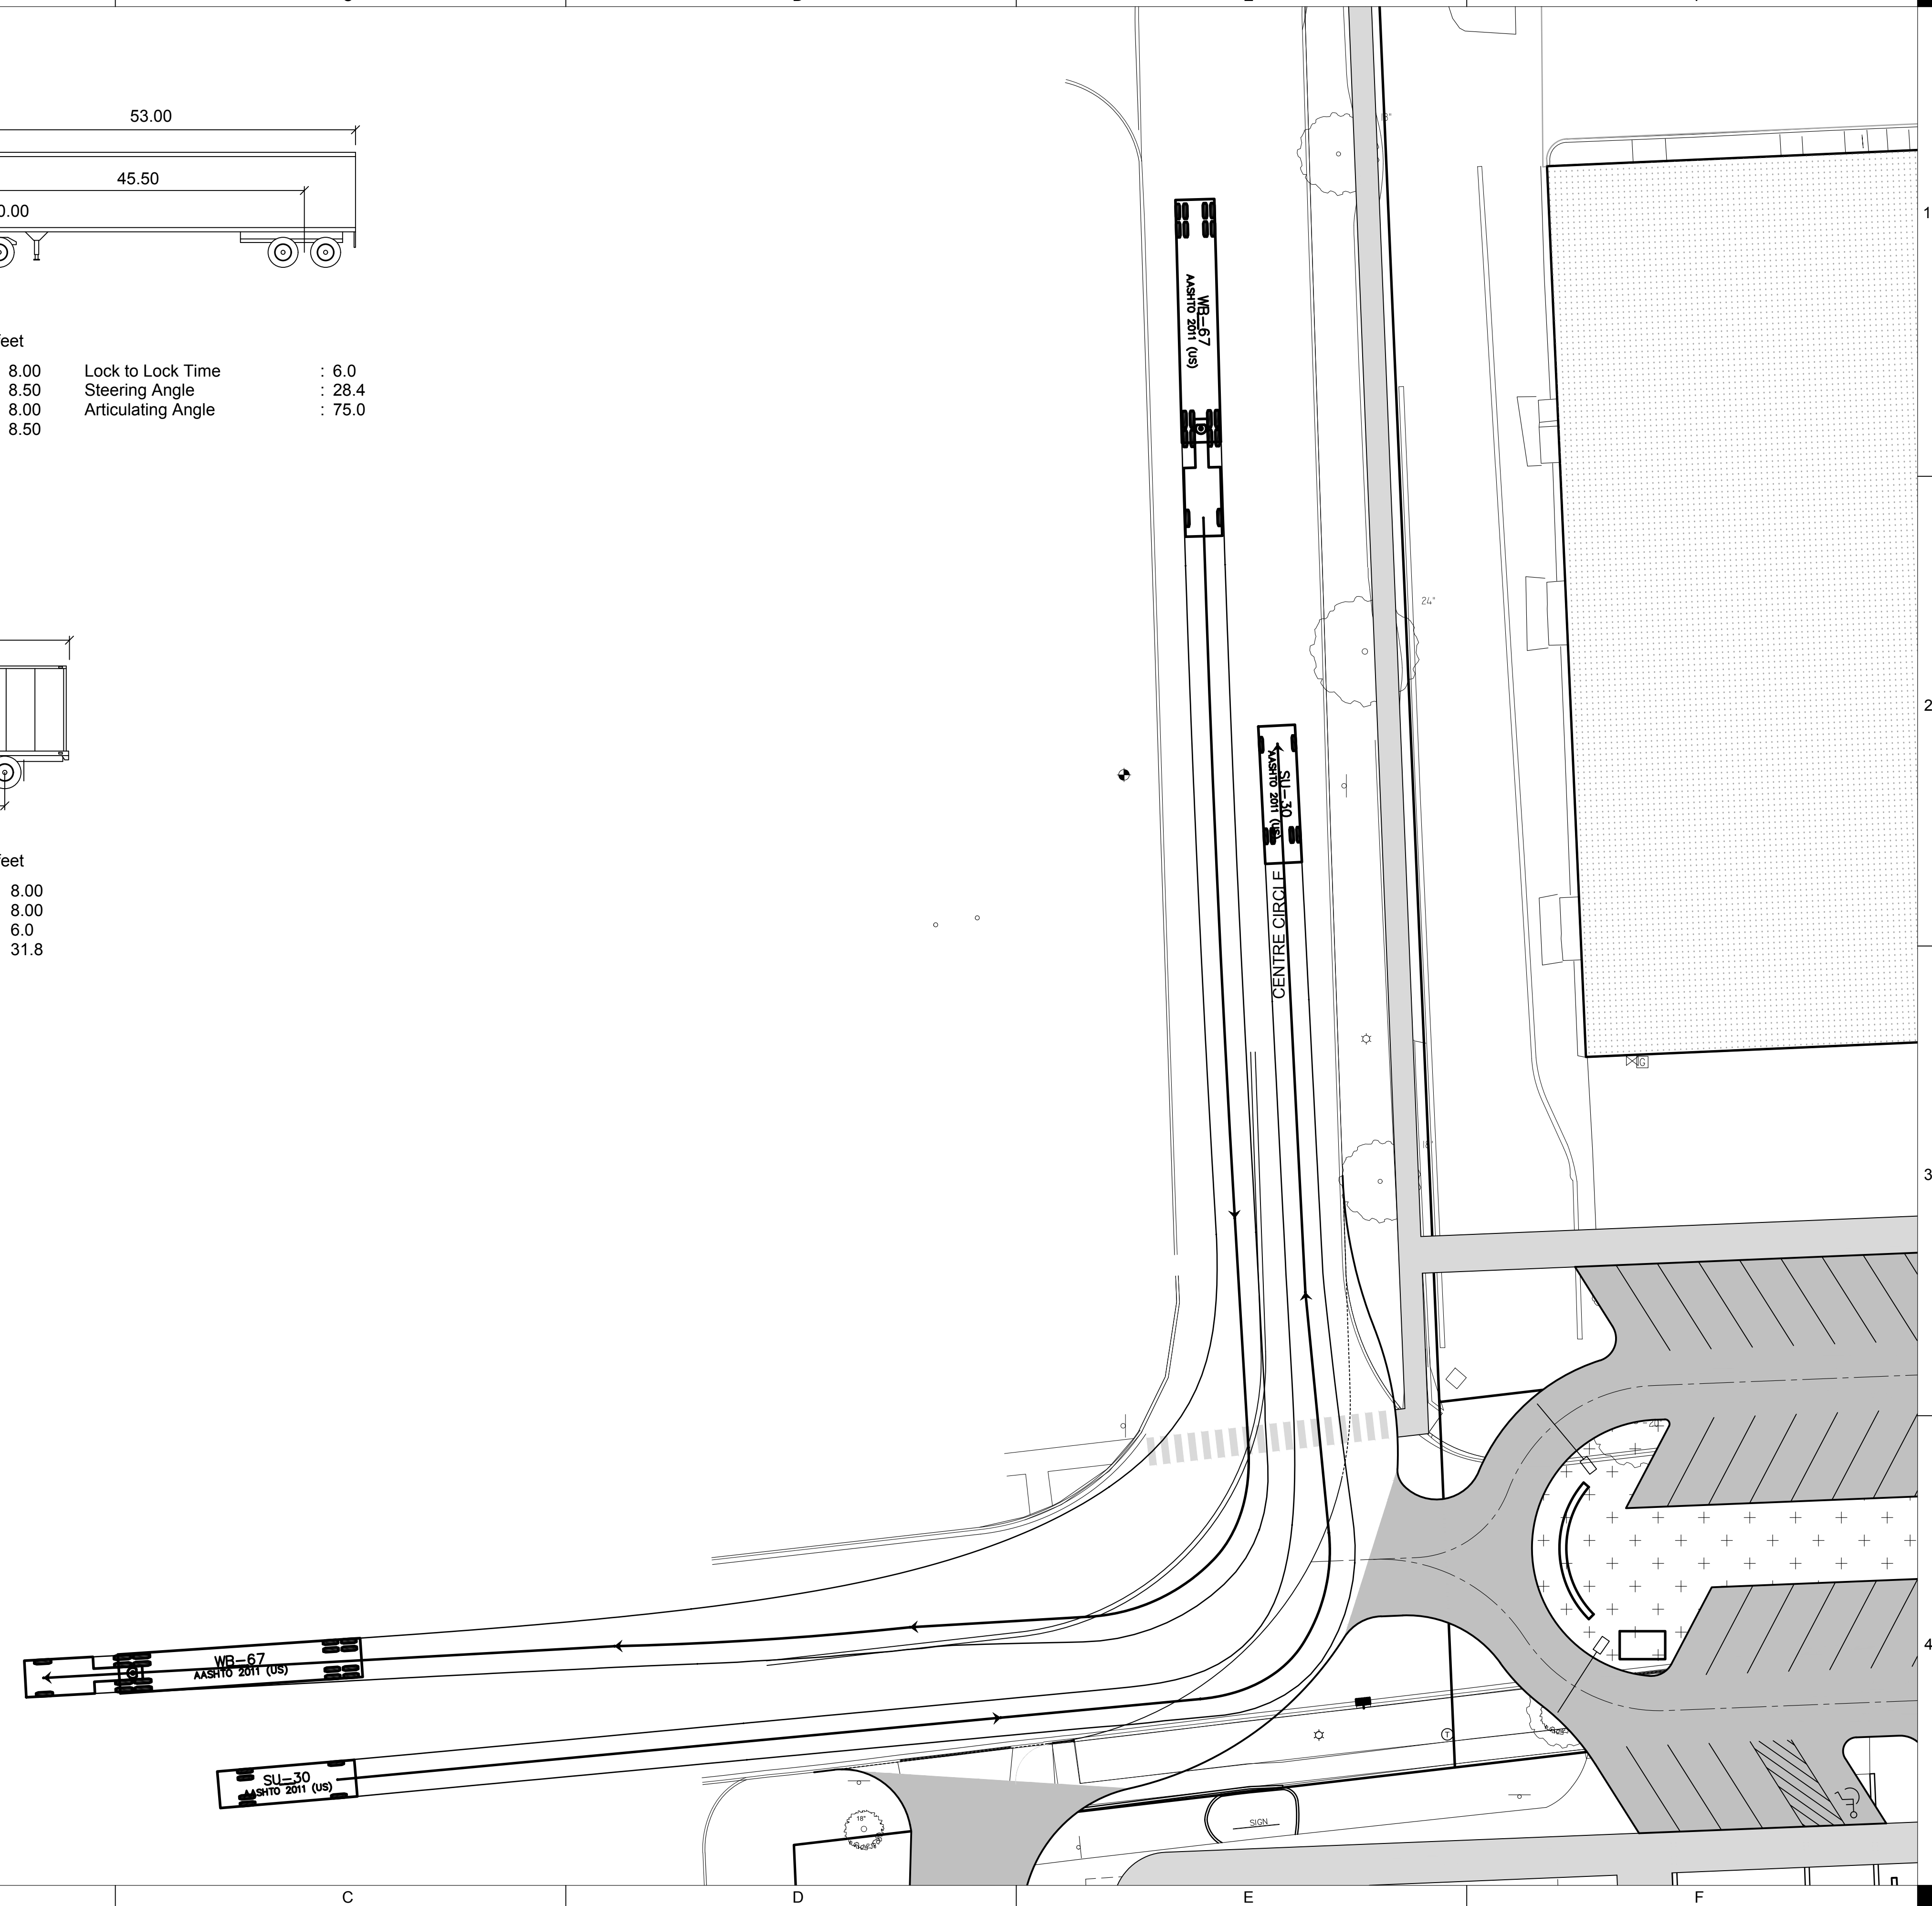 53.00
45.50
0.00
feet
8.00 Lock to Lock Time : 6.0
8.50 Steering Angle : 28.4
8.00 Articulating Angle : 75.0
8.50
feet
8.00
8.00
6.0
31.8
WB-67
AASHTO 2011 (US)
24"
SU-30
AASHTO 2011 (US)
CENTRE CIRCLE
G
WB-67
AASHTO 2011 (US)
SU-30
AASHTO 2011 (US)
18"
SIGN
T
1
2
3
4
C
D
E
F